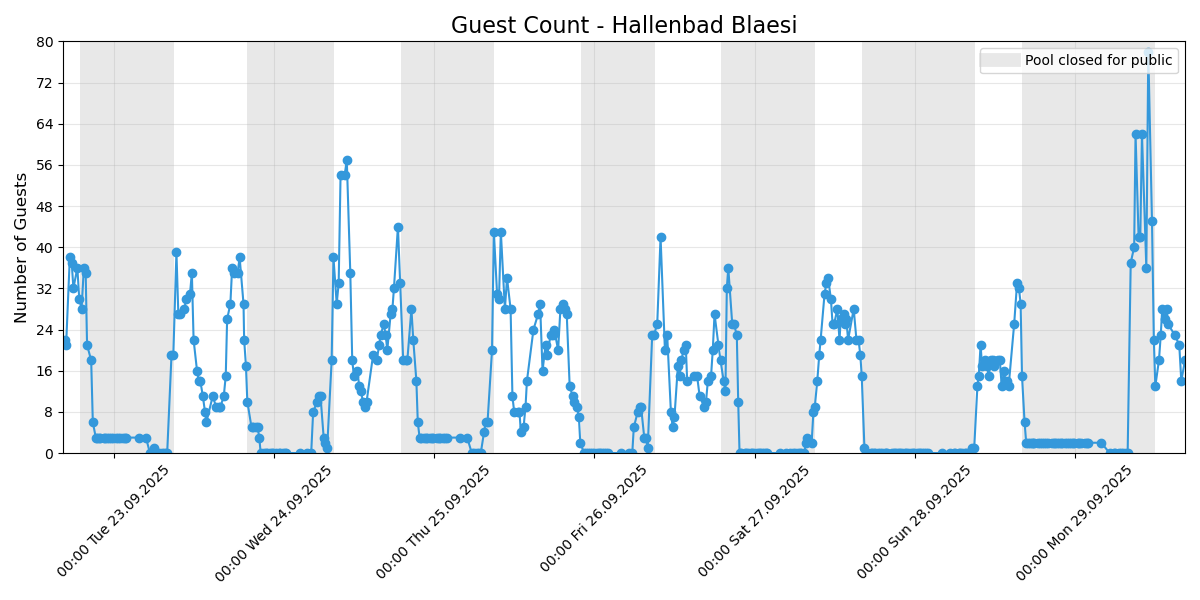 Guest Count - Hallenbad Blaesi
Pool closed for public
Number of Guests
80
72
64
56
48
40
32
24
16
8
0
00:00 Tue 23.09.2025
00:00 Wed 24.09.2025
00:00 Thu 25.09.2025
00:00 Fri 26.09.2025
00:00 Sat 27.09.2025
00:00 Sun 28.09.2025
00:00 Mon 29.09.2025